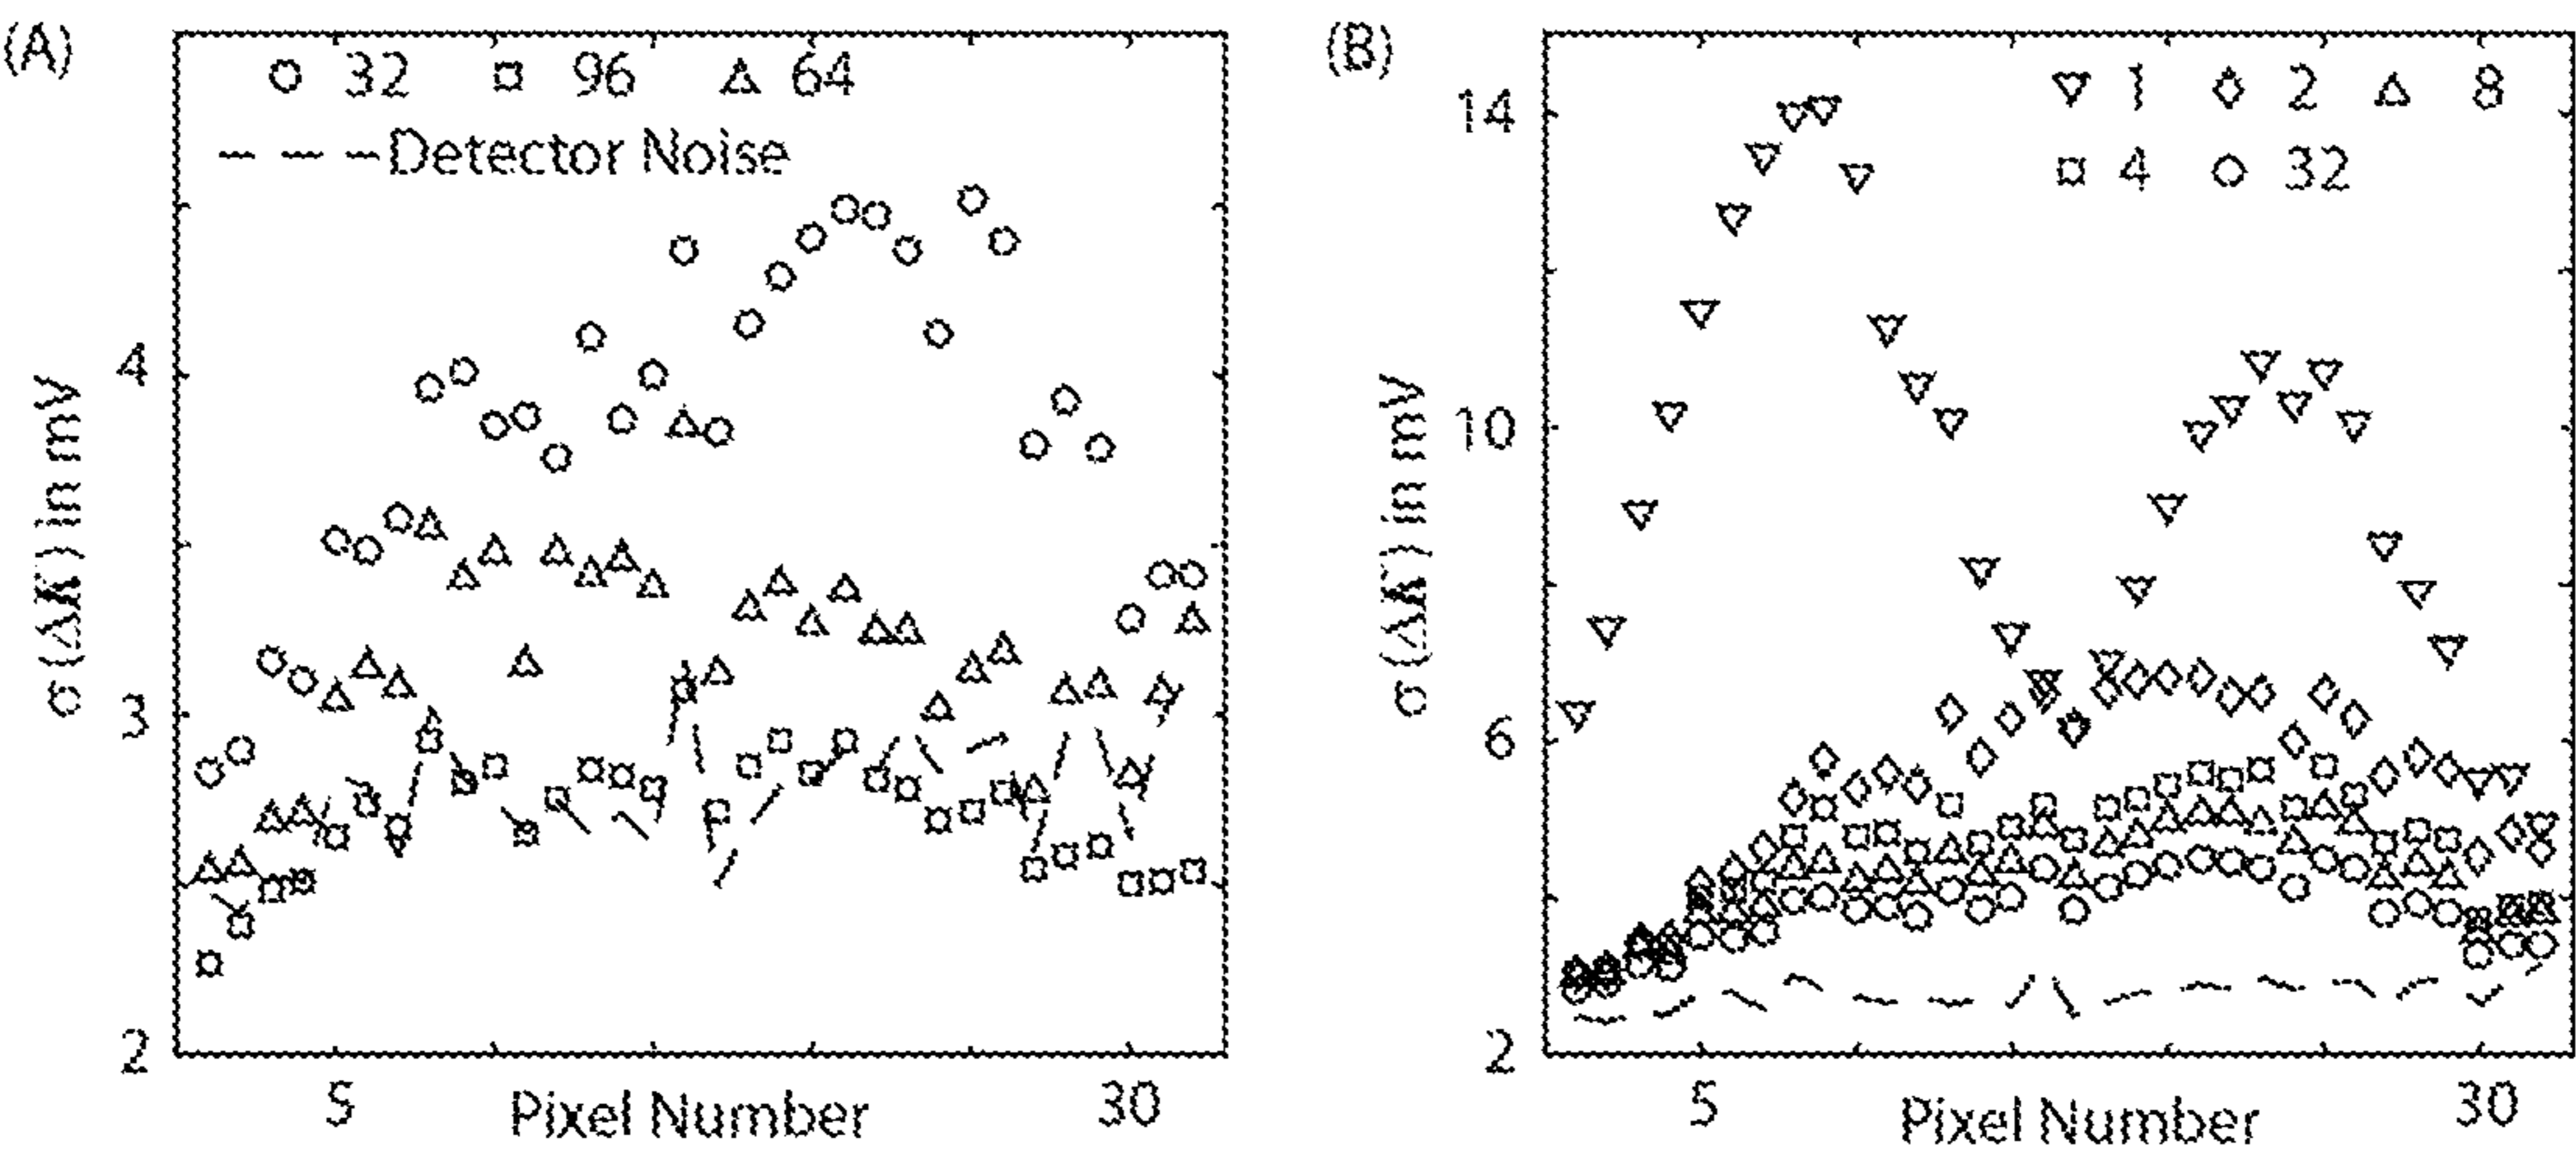 (A)
32 96 64
Detector Noise
4
3
2
σ (ΔK) in mV
5 30
Pixel Number
(B)
1 2 8
4 32
14
10
6
2
σ (ΔK) in mV
5 30
Pixel Number